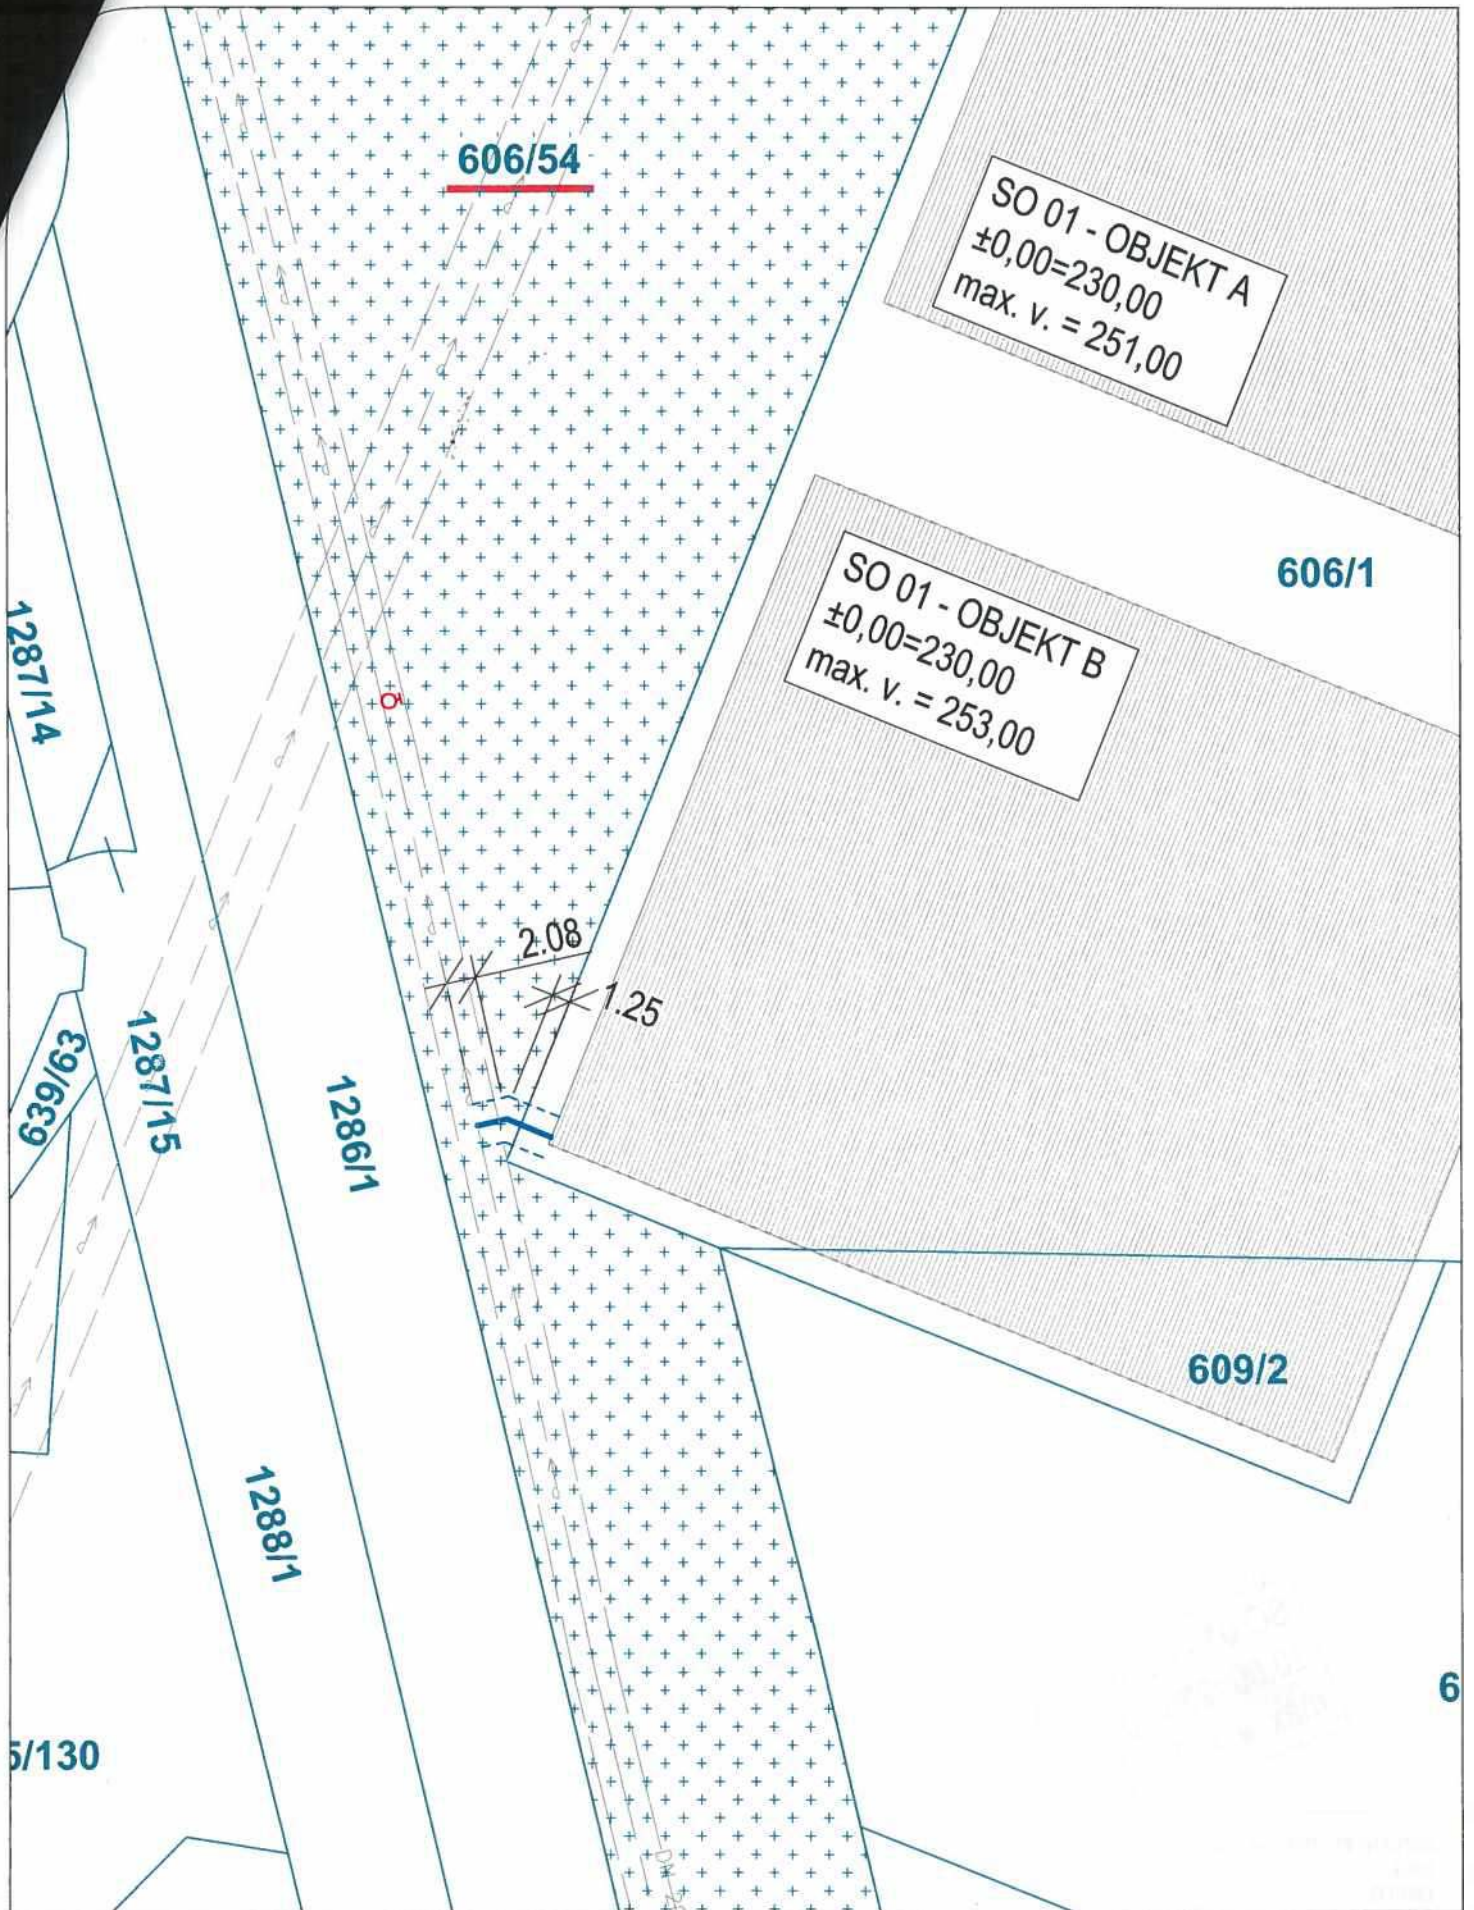 606/54
SO 01 - OBJEKT A
±0,00=230,00
max. v. = 251,00
606/1
SO 01 - OBJEKT B
±0,00=230,00
max. v. = 253,00
1287/14
2.08
1.25
639/63
1287/15
1286/1
609/2
1288/1
6
5/130
DN